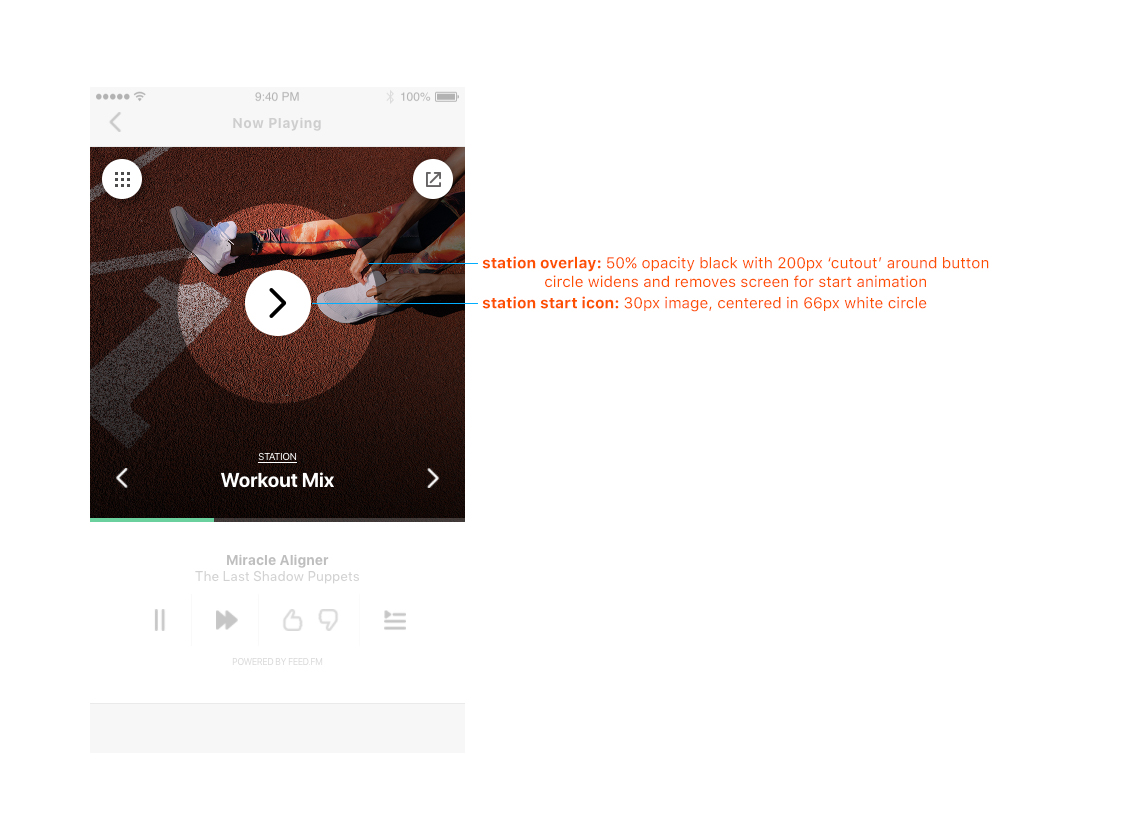 9:40 PM 100%
Now Playing
station overlay: 50% opacity black with 200px ‘cutout’ around button
circle widens and removes screen for start animation
station start icon: 30px image, centered in 66px white circle
STATION
Workout Mix
Miracle Aligner
The Last Shadow Puppets
POWERED BY FEED.FM